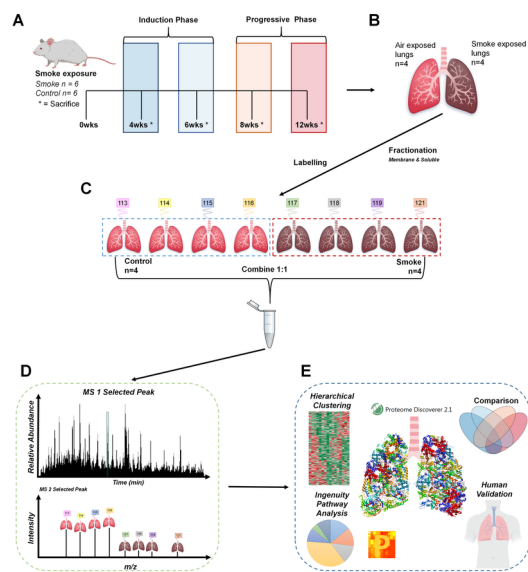 A
Induction Phase
Progressive Phase
B
Smoke exposure
Smoke n = 6
Control n= 6
* = Sacrifice
0wks
4wks *
6wks *
8wks *
12wks *
Air exposed
lungs
n=4
Smoke exposed
lungs
n=4
Labelling
Fractionation
Membrane & Soluble
C
113
114
115
116
117
118
119
121
Control
n=4
Combine 1:1
Smoke
n=4
D
MS 1 Selected Peak
Relative Abundance
Time (min)
MS 2 Selected Peak
Intensity
m/z
E
Hierarchical
Clustering
Proteome Discoverer 2.1
Comparison
Ingenuity
Pathway
Analysis
P
Human
Validation